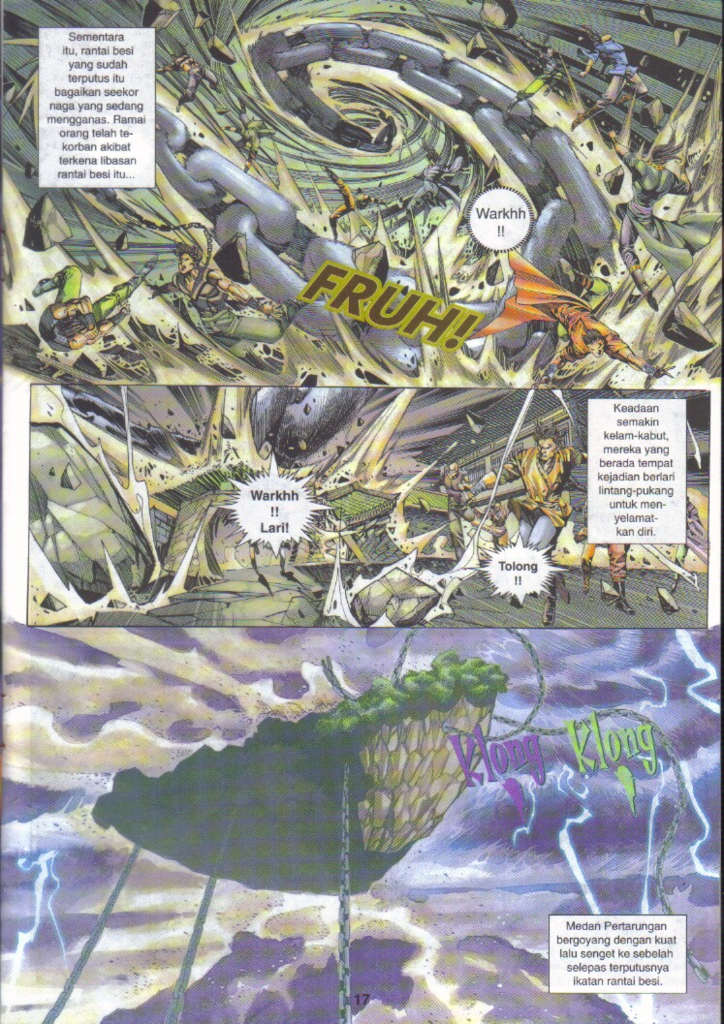 Sementara
itu, rantai besi
yang sudah
terputus itu
bagaikan seekor
naga yang sedang
mengganas. Ramai
orang telah te-
korban akibat
terkena libasan
rantai besi itu...
Warkhh
!!
FRUH!
Keadaan
semakin
kelam-kabut,
mereka yang
berada tempat
kejadian berlari
lintang-pukang
untuk men-
yelamat-
kan diri.
Warkhh
!!
Lari!
Tolong
!!
Klong Klong
Medan Pertarungan
bergoyang dengan kuat
lalu senget ke sebelah
selepas terputusnya
ikatan rantai besi.
17